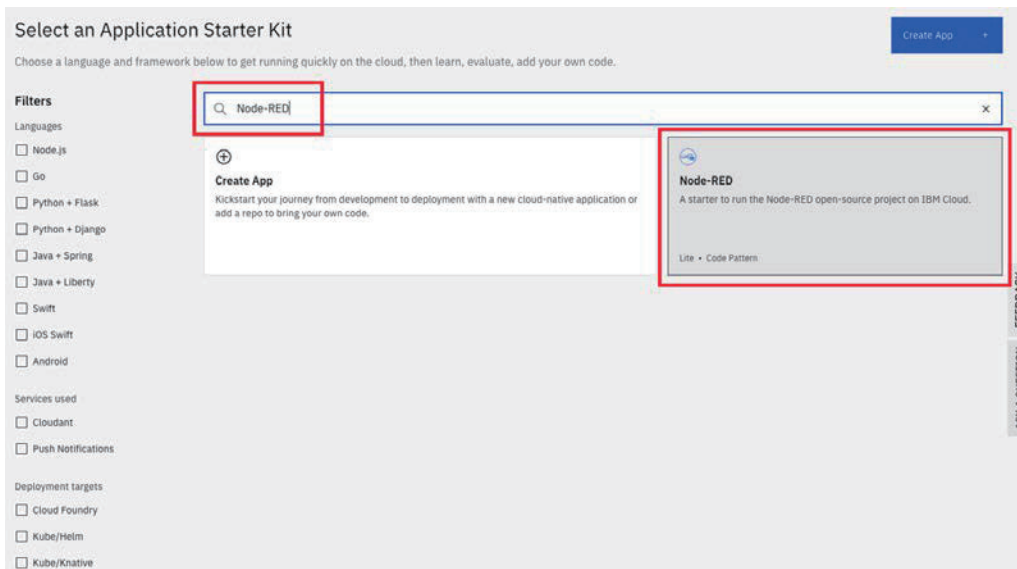 Select an Application Starter Kit
Create App +
Choose a language and framework below to get running quickly on the cloud, then learn, evaluate, add your own code.
Filters
Languages
Node.js
Go
Python + Flask
Python + Django
Java + Spring
Java + Liberty
Swift
iOS Swift
Android
Services used
Cloudant
Push Notifications
Deployment targets
Cloud Foundry
Kube/Helm
Kube/Knative
Node-RED
Create App
Kickstart your journey from development to deployment with a new cloud-native application or
add a repo to bring your own code.
Node-RED
A starter to run the Node-RED open-source project on IBM Cloud.
Lite • Code Pattern
FEEDBACK